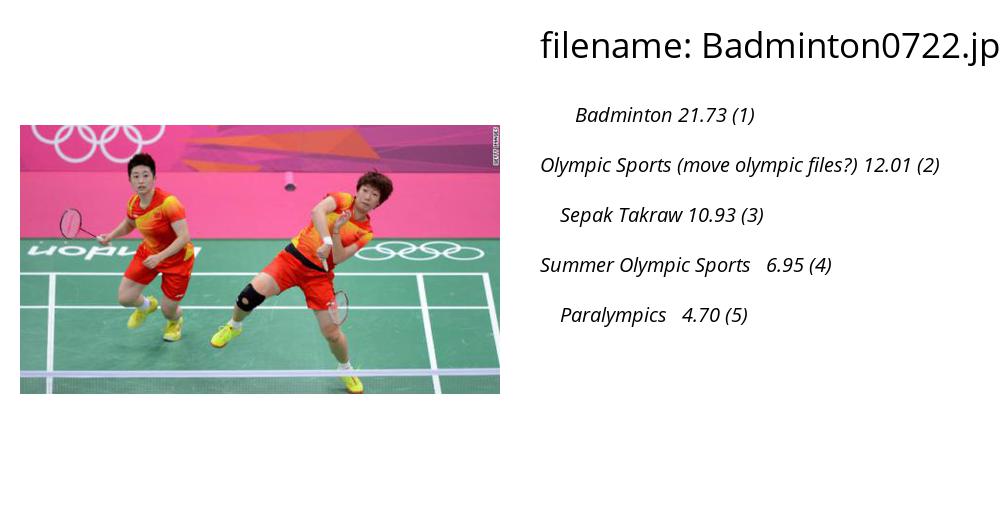 filename: Badminton0722.jp
Badminton 21.73 (1)
Olympic Sports (move olympic files?) 12.01 (2)
Sepak Takraw 10.93 (3)
Summer Olympic Sports 6.95 (4)
Paralympics 4.70 (5)
GETTY IMAGES